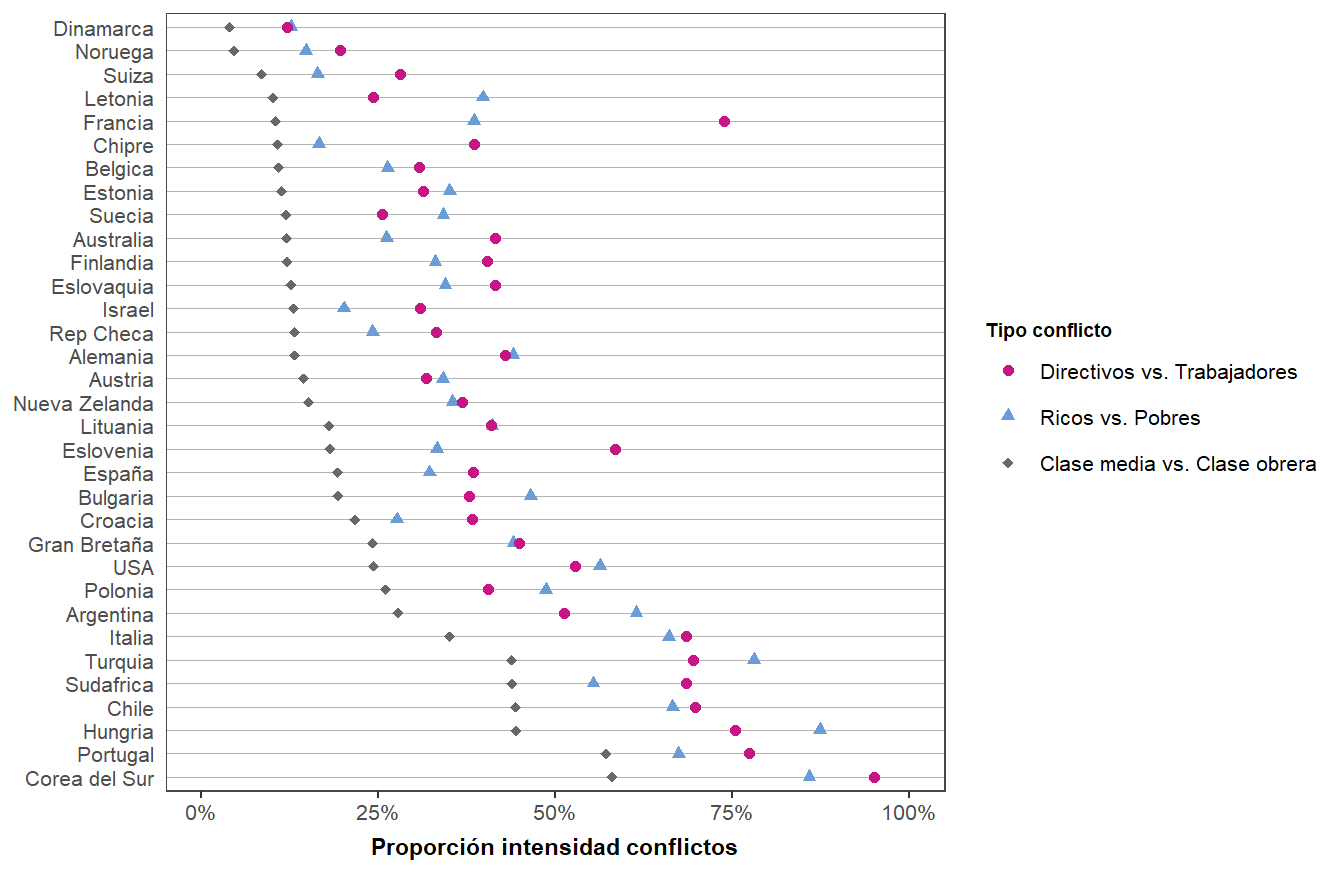 Dinamarca
Noruega
Suiza
Letonia
Francia
Chipre
Belgica
Estonia
Suecia
Australia
Finlandia
Eslovaquia
Israel
Rep Checa
Alemania
Austria
Nueva Zelanda
Lituania
Eslovenia
España
Bulgaria
Croacia
Gran Bretaña
USA
Polonia
Argentina
Italia
Turquia
Sudafrica
Chile
Hungria
Portugal
Corea del Sur
0% 25% 50% 75% 100%
Proporción intensidad conflictos
Tipo conflicto
Directivos vs. Trabajadores
Ricos vs. Pobres
Clase media vs. Clase obrera